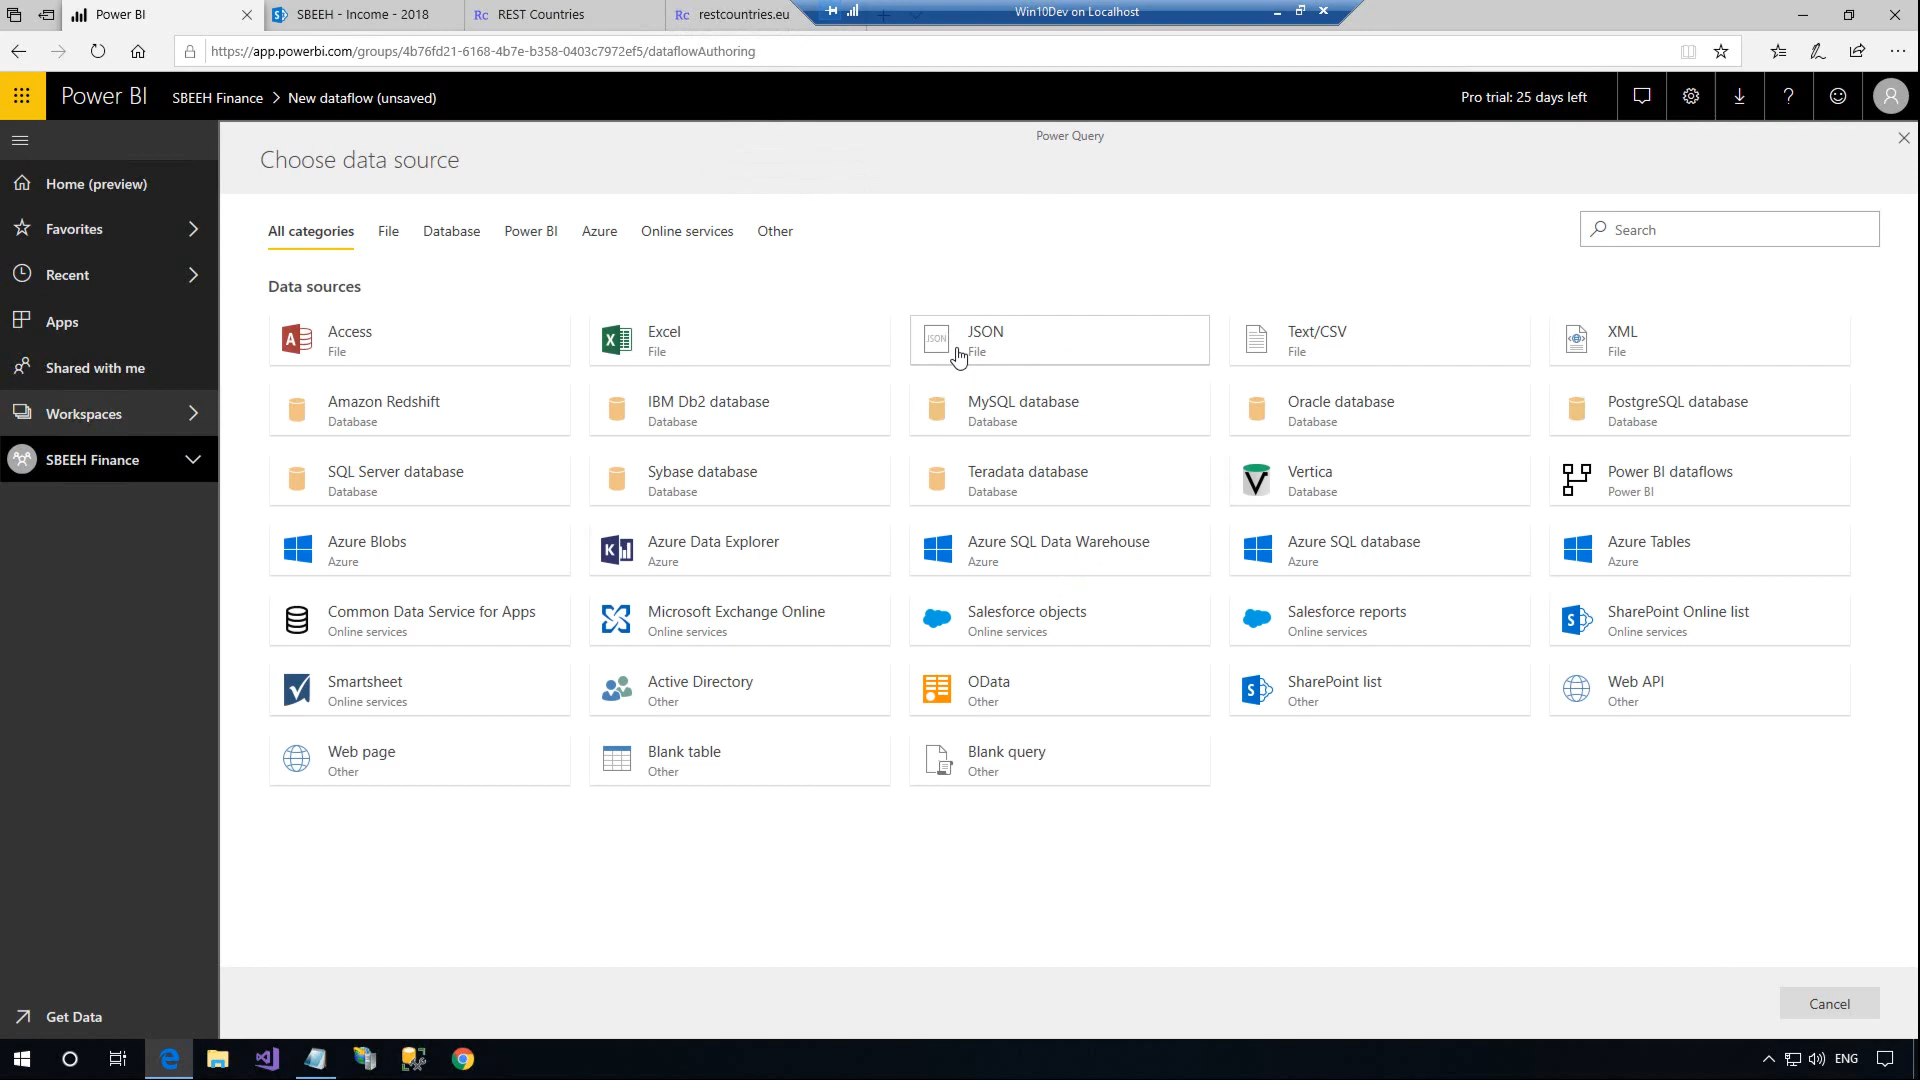 Power BI
SBEEH - Income - 2018
Rc REST Countries
Rc restcountries.eu
Win10Dev on Localhost
https://app.powerbi.com/groups/4b76fd21-6168-4b7e-b358-0403c7972ef5/dataflowAuthoring
Power BI
SBEEH Finance > New dataflow (unsaved)
Pro trial: 25 days left
Power Query
Choose data source
Home (preview)
Favorites
Recent
Apps
Shared with me
Workspaces
SBEEH Finance
Get Data
All categories File Database Power BI Azure Online services Other
Search
Data sources
Access
File
Excel
File
JSON
JSON
File
Text/CSV
File
XML
File
Amazon Redshift
Database
IBM Db2 database
Database
MySQL database
Database
Oracle database
Database
PostgreSQL database
Database
SQL Server database
Database
Sybase database
Database
Teradata database
Database
Vertica
Database
Power BI dataflows
Power BI
Azure Blobs
Azure
Azure Data Explorer
Azure
Azure SQL Data Warehouse
Azure
Azure SQL database
Azure
Azure Tables
Azure
Common Data Service for Apps
Online services
Microsoft Exchange Online
Online services
Salesforce objects
Online services
Salesforce reports
Online services
SharePoint Online list
Online services
Smartsheet
Online services
Active Directory
Other
OData
Other
SharePoint list
Other
Web API
Other
Web page
Other
Blank table
Other
Blank query
Other
Cancel
ENG